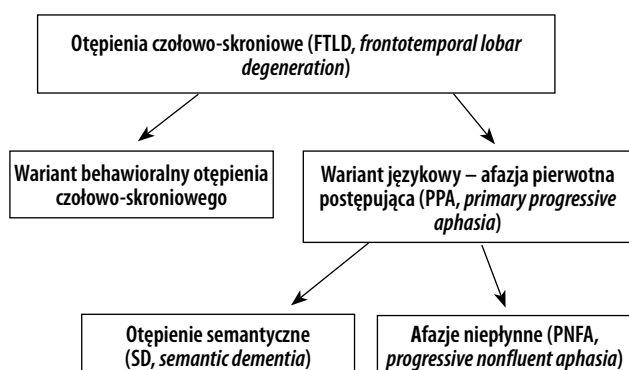 Otępienia czołowo-skroniowe (FTLD, frontotemporal lobar
degeneration)
Wariant behawioralny otępienia
czołowo-skroniowego
Wariant językowy – afazja pierwotna
postępująca (PPA, primary progressive
aphasia)
Otępienie semantyczne
(SD, semantic dementia)
Afazje niepłynne (PNFA,
progressive nonfluent aphasia)